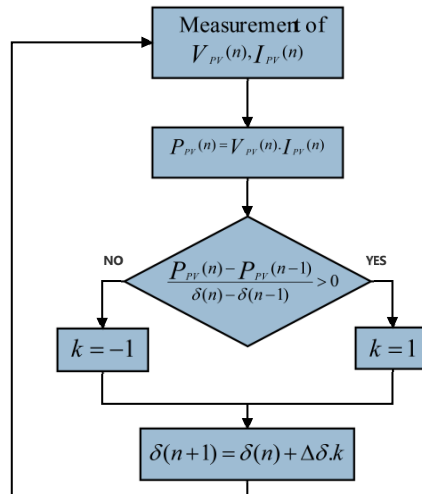 Measurement of
V_PV(n), I_PV(n)
P_PV(n) = V_PV(n).I_PV(n)
NO
YES
P_PV(n) − P_PV(n−1)
δ(n) − δ(n−1)
> 0
k = −1
k = 1
δ(n+1) = δ(n) + Δδ.k